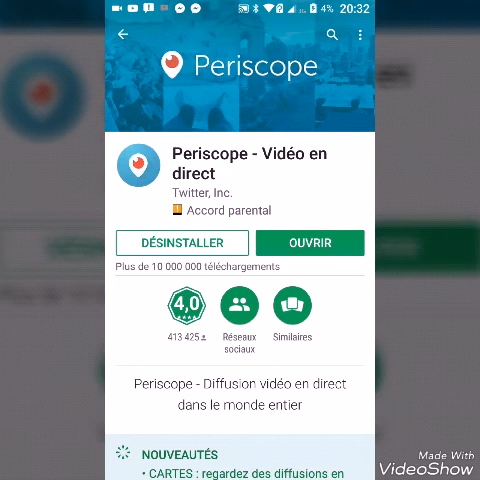 4% 20:32
Periscope
Periscope - Vidéo en
direct
Twitter, Inc.
Accord parental
DÉSINSTALLER
OUVRIR
Plus de 10 000 000 téléchargements
4,0
413 425
Réseaux
sociaux
Similaires
Periscope - Diffusion vidéo en direct
dans le monde entier
NOUVEAUTÉS
• CARTES : regardez des diffusions en
Made With
VideoShow